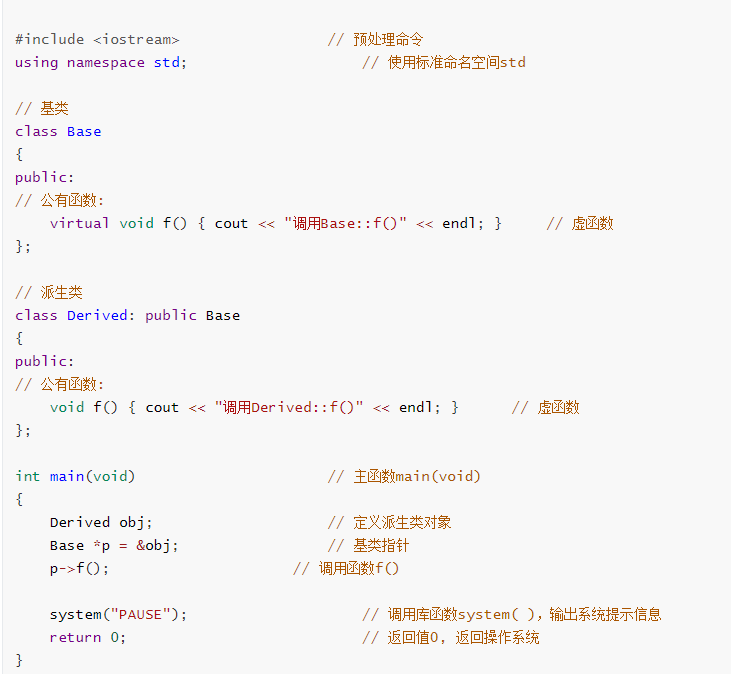 #include <iostream> // 预处理命令
using namespace std; // 使用标准命名空间std
// 基类
class Base
{
public:
// 公有函数:
virtual void f() { cout << "调用Base::f()" << endl; } // 虚函数
};
// 派生类
class Derived: public Base
{
public:
// 公有函数:
void f() { cout << "调用Derived::f()" << endl; } // 虚函数
};
int main(void) // 主函数main(void)
{
Derived obj; // 定义派生类对象
Base *p = &obj; // 基类指针
p->f(); // 调用函数f()
system("PAUSE"); // 调用库函数system( ), 输出系统提示信息
return 0; // 返回值0, 返回操作系统
}